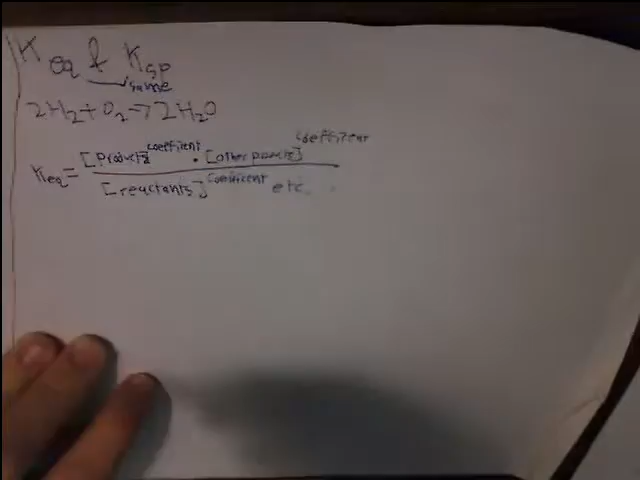 Keq & Ksp
same
2H₂+O₂→2H₂O
Keq= [Products]coefficient · [other products]coefficient
[reactants]coefficient etc...